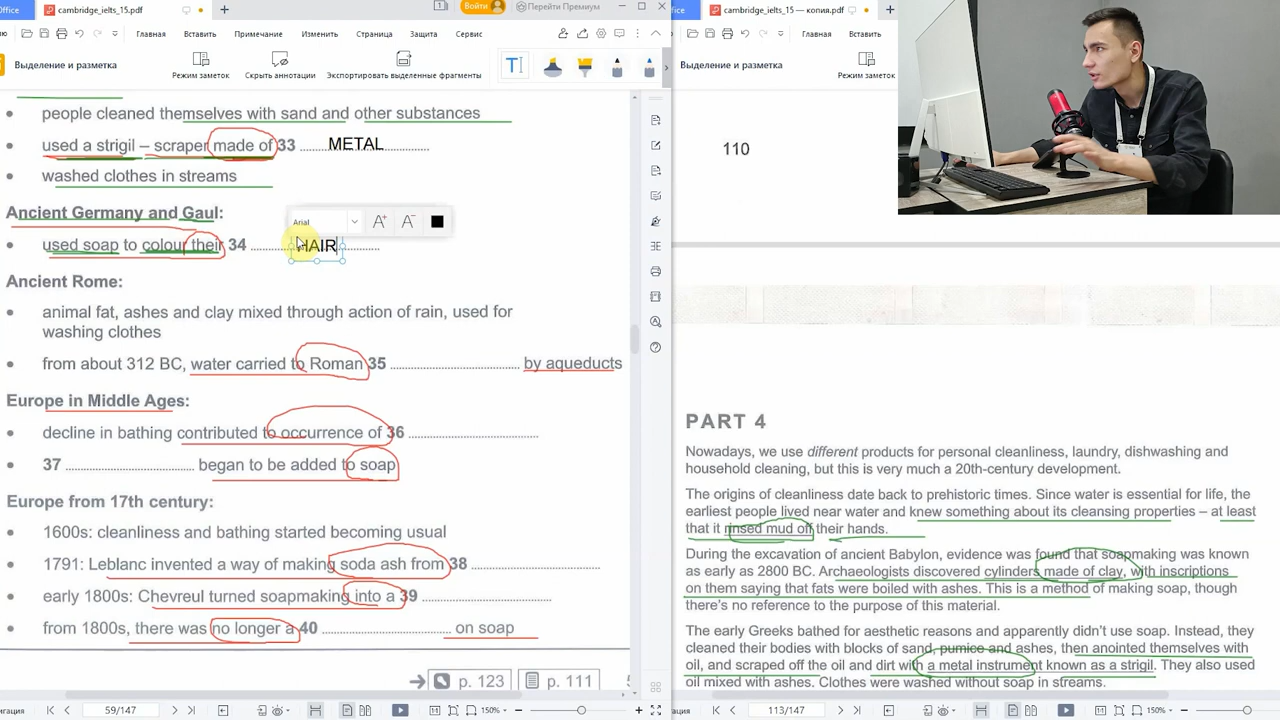 Office
cambridge_ielts_15.pdf
Войти
Перейти Премиум
Office
cambridge_ielts_15 — копия.pdf
Главная
Вставить
Примечание
Изменить
Страница
Защита
Сервис
Главная
Вставить
Выделение и разметка
Режим заметок
Скрыть аннотации
Экспортировать выделенные фрагменты
Выделение и разметка
Режим заметок
• people cleaned themselves with sand and other substances
• used a strigil – scraper made of 33 METAL
• washed clothes in streams
Ancient Germany and Gaul:
Arial
A+ A-
• used soap to colour their 34 HAIR
Ancient Rome:
• animal fat, ashes and clay mixed through action of rain, used for
washing clothes
• from about 312 BC, water carried to Roman 35 .............................. by aqueducts
Europe in Middle Ages:
• decline in bathing contributed to occurrence of 36 ..............................
• 37 .............................. began to be added to soap
Europe from 17th century:
• 1600s: cleanliness and bathing started becoming usual
• 1791: Leblanc invented a way of making soda ash from 38 ..............................
• early 1800s: Chevreul turned soapmaking into a 39 ..............................
• from 1800s, there was no longer a 40 .............................. on soap
p. 123
p. 111
110
PART 4
Nowadays, we use different products for personal cleanliness, laundry, dishwashing and
household cleaning, but this is very much a 20th-century development.
The origins of cleanliness date back to prehistoric times. Since water is essential for life, the
earliest people lived near water and knew something about its cleansing properties – at least
that it rinsed mud off their hands.
During the excavation of ancient Babylon, evidence was found that soapmaking was known
as early as 2800 BC. Archaeologists discovered cylinders made of clay, with inscriptions
on them saying that fats were boiled with ashes. This is a method of making soap, though
there's no reference to the purpose of this material.
The early Greeks bathed for aesthetic reasons and apparently didn't use soap. Instead, they
cleaned their bodies with blocks of sand, pumice and ashes, then anointed themselves with
oil, and scraped off the oil and dirt with a metal instrument known as a strigil. They also used
oil mixed with ashes. Clothes were washed without soap in streams.
игация
59/147
150%
игация
113/147
150%